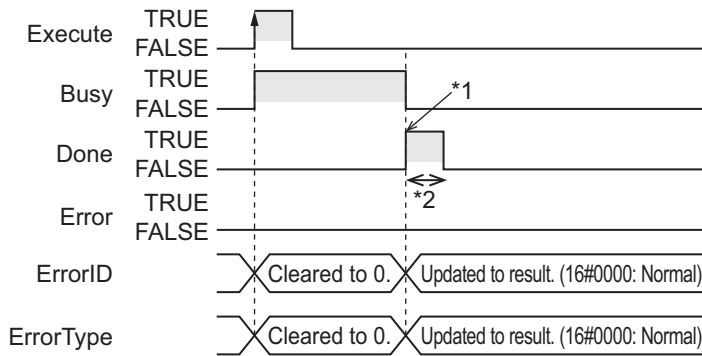 Execute TRUE
FALSE
Busy TRUE
FALSE
*1
Done TRUE
FALSE
*2
Error TRUE
FALSE
ErrorID Cleared to 0. Updated to result. (16#0000: Normal)
ErrorType Cleared to 0. Updated to result. (16#0000: Normal)